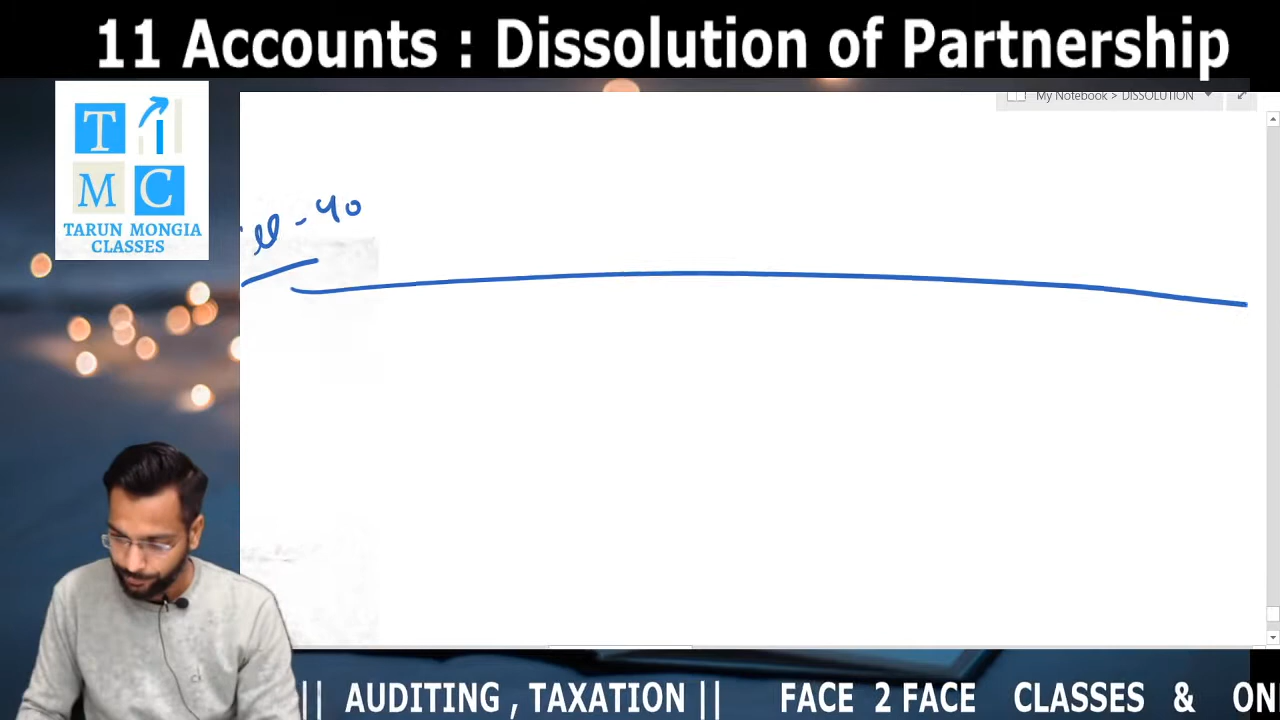 11 Accounts : Dissolution of Partnership
My Notebook > DISSOLUTION
T i
M C
TARUN MONGIA
CLASSES
ill - 40
|| AUDITING , TAXATION || FACE 2 FACE CLASSES & ON